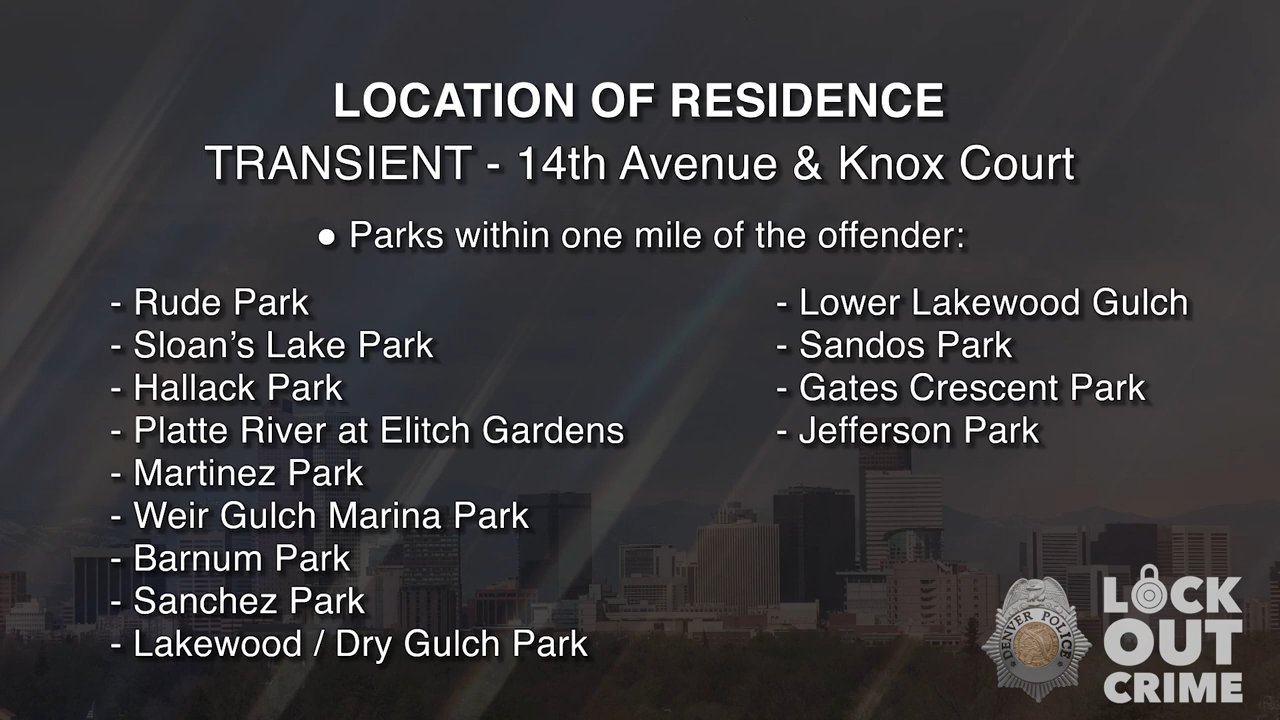 LOCATION OF RESIDENCE
TRANSIENT - 14th Avenue & Knox Court
● Parks within one mile of the offender:
- Rude Park
- Sloan’s Lake Park
- Hallack Park
- Platte River at Elitch Gardens
- Martinez Park
- Weir Gulch Marina Park
- Barnum Park
- Sanchez Park
- Lakewood / Dry Gulch Park
- Lower Lakewood Gulch
- Sandos Park
- Gates Crescent Park
- Jefferson Park
DENVER POLICE
LOCK
OUT
CRIME